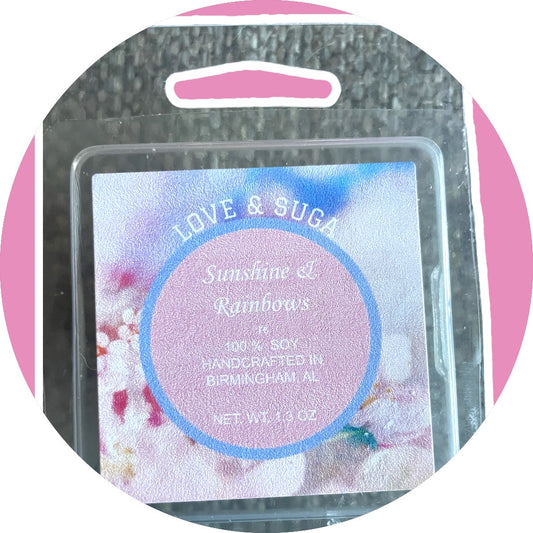 LOVE & SUGA
Sunshine &
Rainbows
100 % SOY
HANDCRAFTED IN
BIRMINGHAM, AL
NET. WT. 1.3 OZ